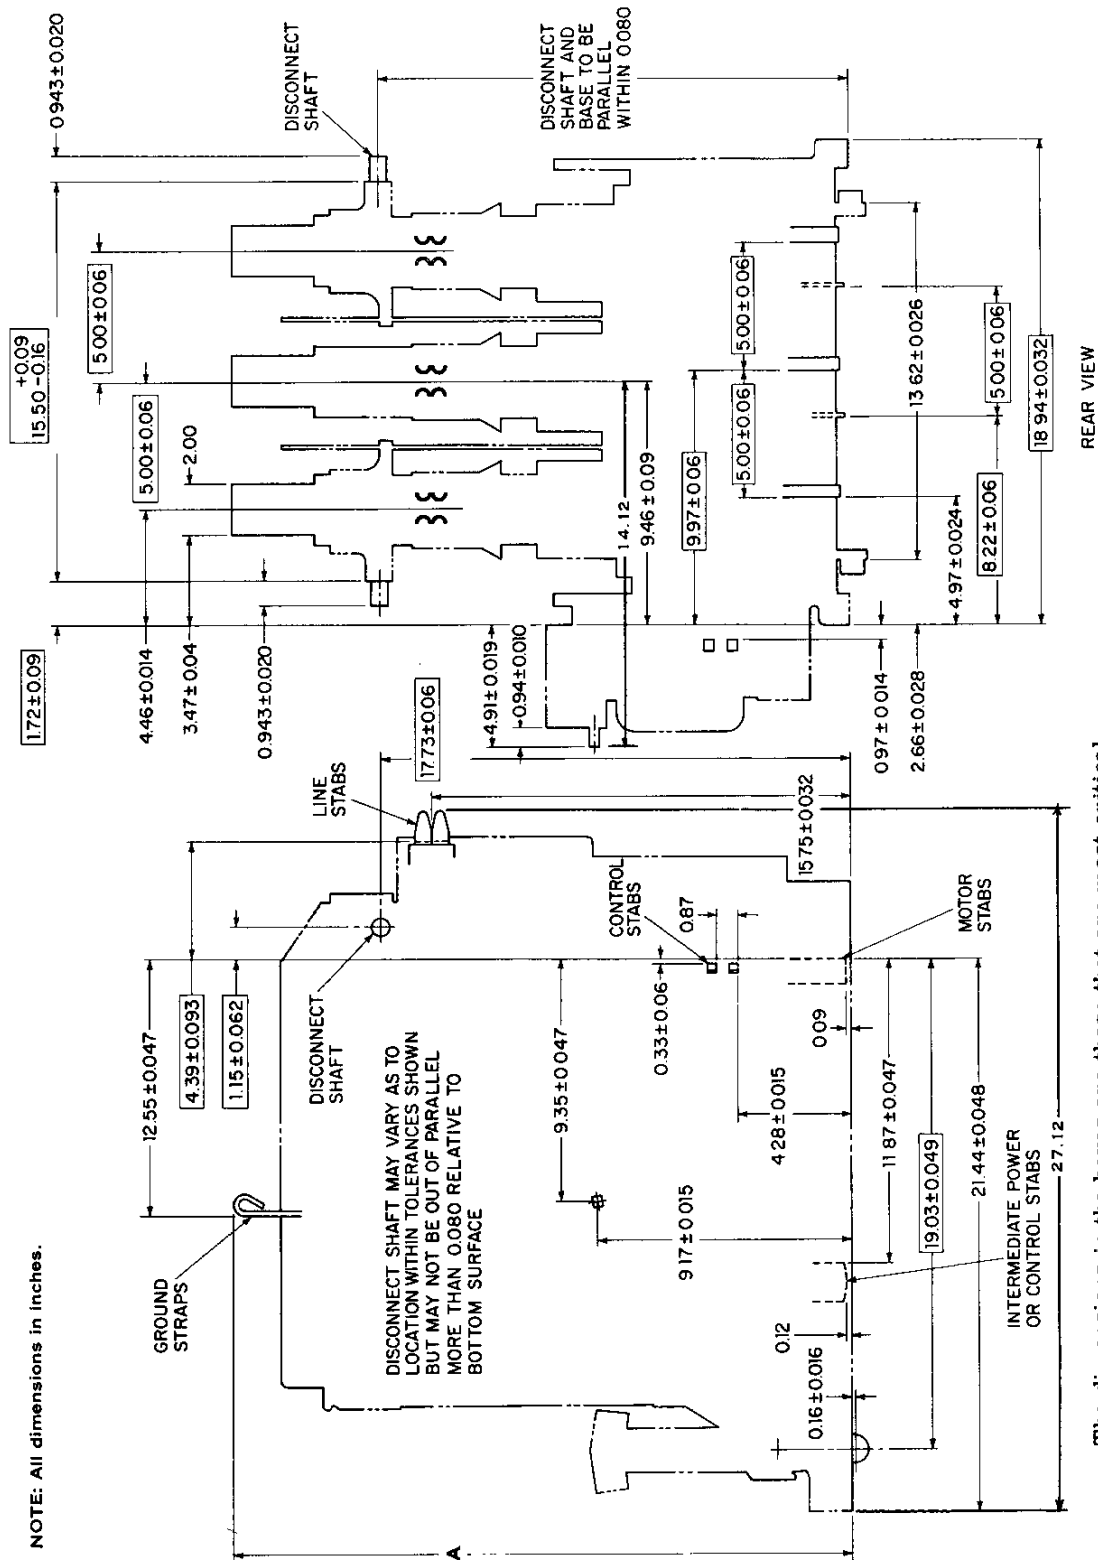 NOTE: All dimensions in inches.
GROUND
STRAPS
12.55±0.047
4.39±0.093
1.15±0.062
DISCONNECT
SHAFT
LINE
STABS
17.73±0.06
DISCONNECT SHAFT MAY VARY AS TO
LOCATION WITHIN TOLERANCES SHOWN
BUT MAY NOT BE OUT OF PARALLEL
MORE THAN 0.080 RELATIVE TO
BOTTOM SURFACE
9.35±0.047
CONTROL
STABS
0.33±0.06
0.87
15.75±0.032
9.17±0.015
4.28±0.015
0.12
0.09
0.16±0.016
MOTOR
STABS
11.87±0.047
19.03±0.049
21.44±0.048
INTERMEDIATE POWER
OR CONTROL STABS
27.12
A
1.72±0.09
15.50 +0.09 -0.16
0.943±0.020
4.46±0.014
5.00±0.06
5.00±0.06
3.47±0.04
2.00
0.943±0.020
DISCONNECT
SHAFT
4.91±0.019
0.94±0.010
14.12
9.46±0.09
DISCONNECT
SHAFT AND
BASE TO BE
PARALLEL
WITHIN 0.080
9.97±0.06
5.00±0.06
5.00±0.06
0.97±0.014
2.66±0.028
13.62±0.026
4.97±0.024
8.22±0.06
5.00±0.06
18.94±0.032
REAR VIEW